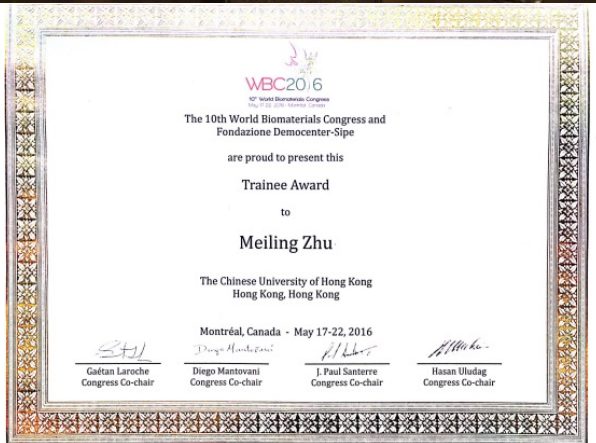 WBC2016
10th World Biomaterials Congress
May 17-22, 2016 - Montréal, Canada
The 10th World Biomaterials Congress and
Fondazione Democenter-Sipe
are proud to present this
Trainee Award
to
Meiling Zhu
The Chinese University of Hong Kong
Hong Kong, Hong Kong
Montréal, Canada - May 17-22, 2016
Diego Mantovani
Gaétan Laroche
Congress Co-chair
Diego Mantovani
Congress Co-chair
J. Paul Santerre
Congress Co-chair
Hasan Uludag
Congress Co-chair